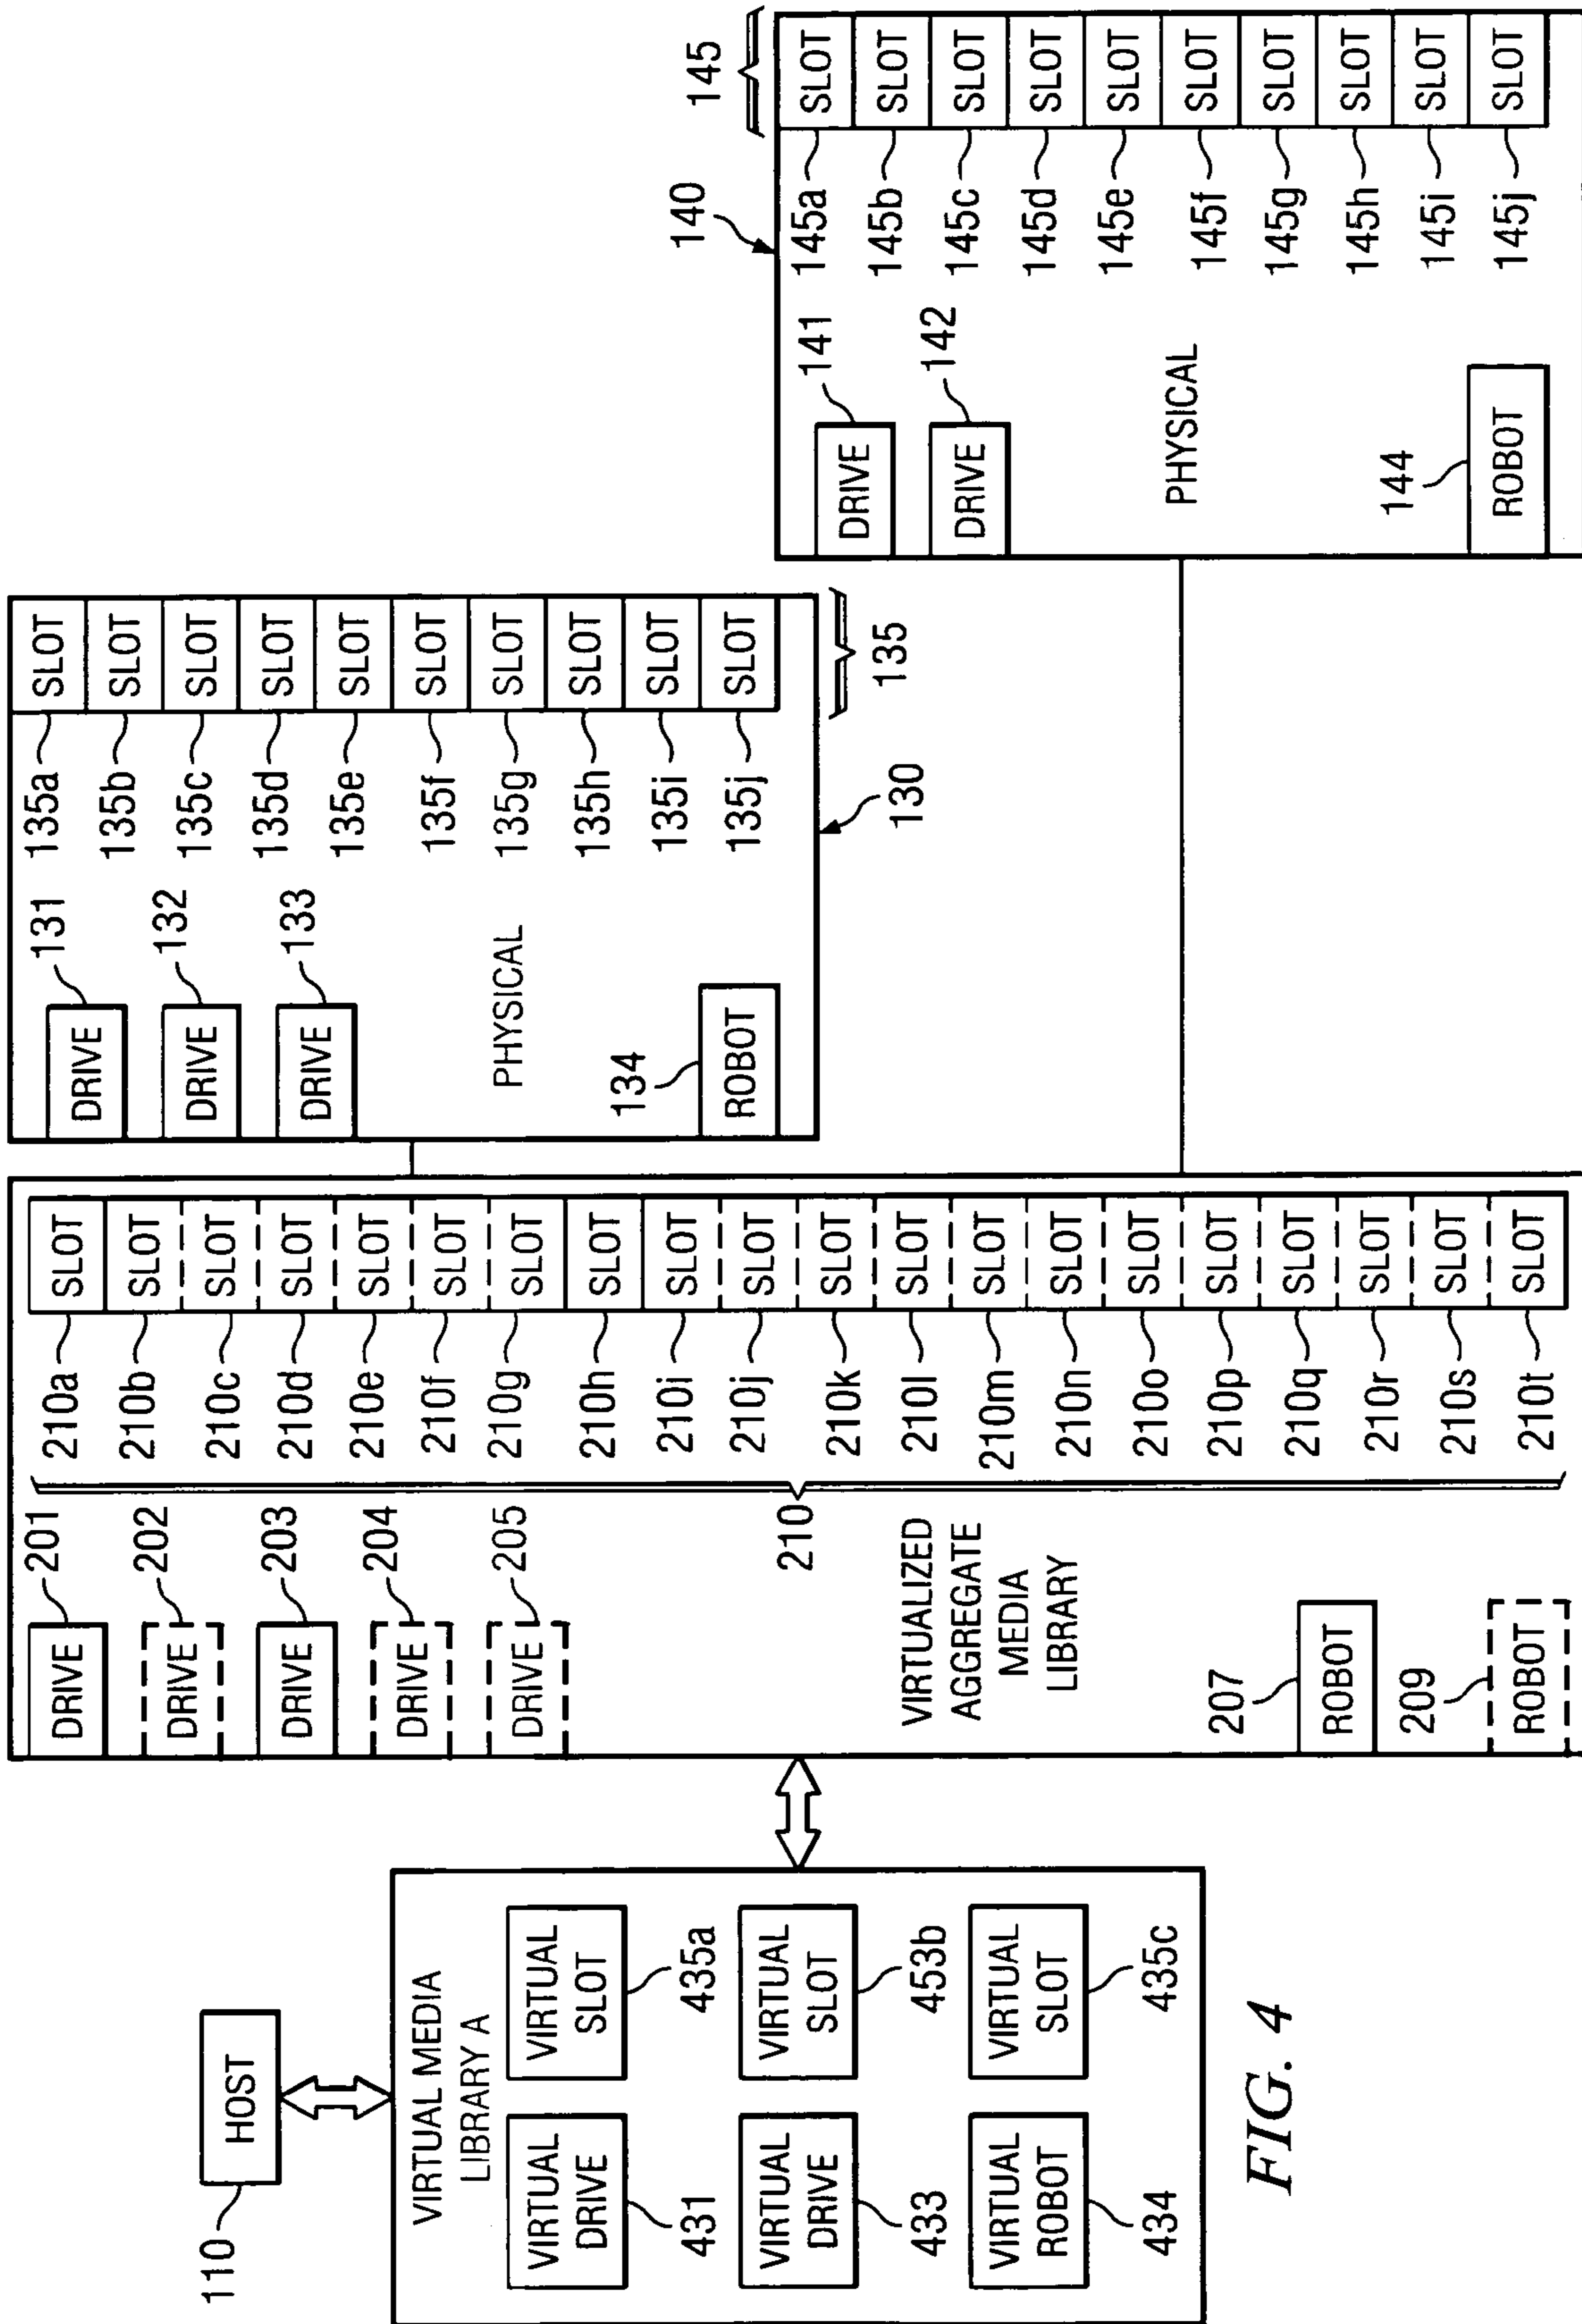 110
HOST
VIRTUAL MEDIA
LIBRARY A
VIRTUAL
DRIVE
431
VIRTUAL
SLOT
435a
VIRTUAL
DRIVE
433
VIRTUAL
SLOT
453b
VIRTUAL
ROBOT
434
VIRTUAL
SLOT
435c
DRIVE
201
DRIVE
202
DRIVE
203
DRIVE
204
DRIVE
205
210
VIRTUALIZED
AGGREGATE
MEDIA
LIBRARY
207
ROBOT
209
ROBOT
210a
SLOT
210b
SLOT
210c
SLOT
210d
SLOT
210e
SLOT
210f
SLOT
210g
SLOT
210h
SLOT
210i
SLOT
210j
SLOT
210k
SLOT
210l
SLOT
210m
SLOT
210n
SLOT
210o
SLOT
210p
SLOT
210q
SLOT
210r
SLOT
210s
SLOT
210t
SLOT
DRIVE
131
DRIVE
132
DRIVE
133
PHYSICAL
134
ROBOT
135a
SLOT
135b
SLOT
135c
SLOT
135d
SLOT
135e
SLOT
135f
SLOT
135g
SLOT
135h
SLOT
135i
SLOT
135j
SLOT
135
130
140
145
DRIVE
141
DRIVE
142
PHYSICAL
144
ROBOT
145a
SLOT
145b
SLOT
145c
SLOT
145d
SLOT
145e
SLOT
145f
SLOT
145g
SLOT
145h
SLOT
145i
SLOT
145j
SLOT
FIG. 4